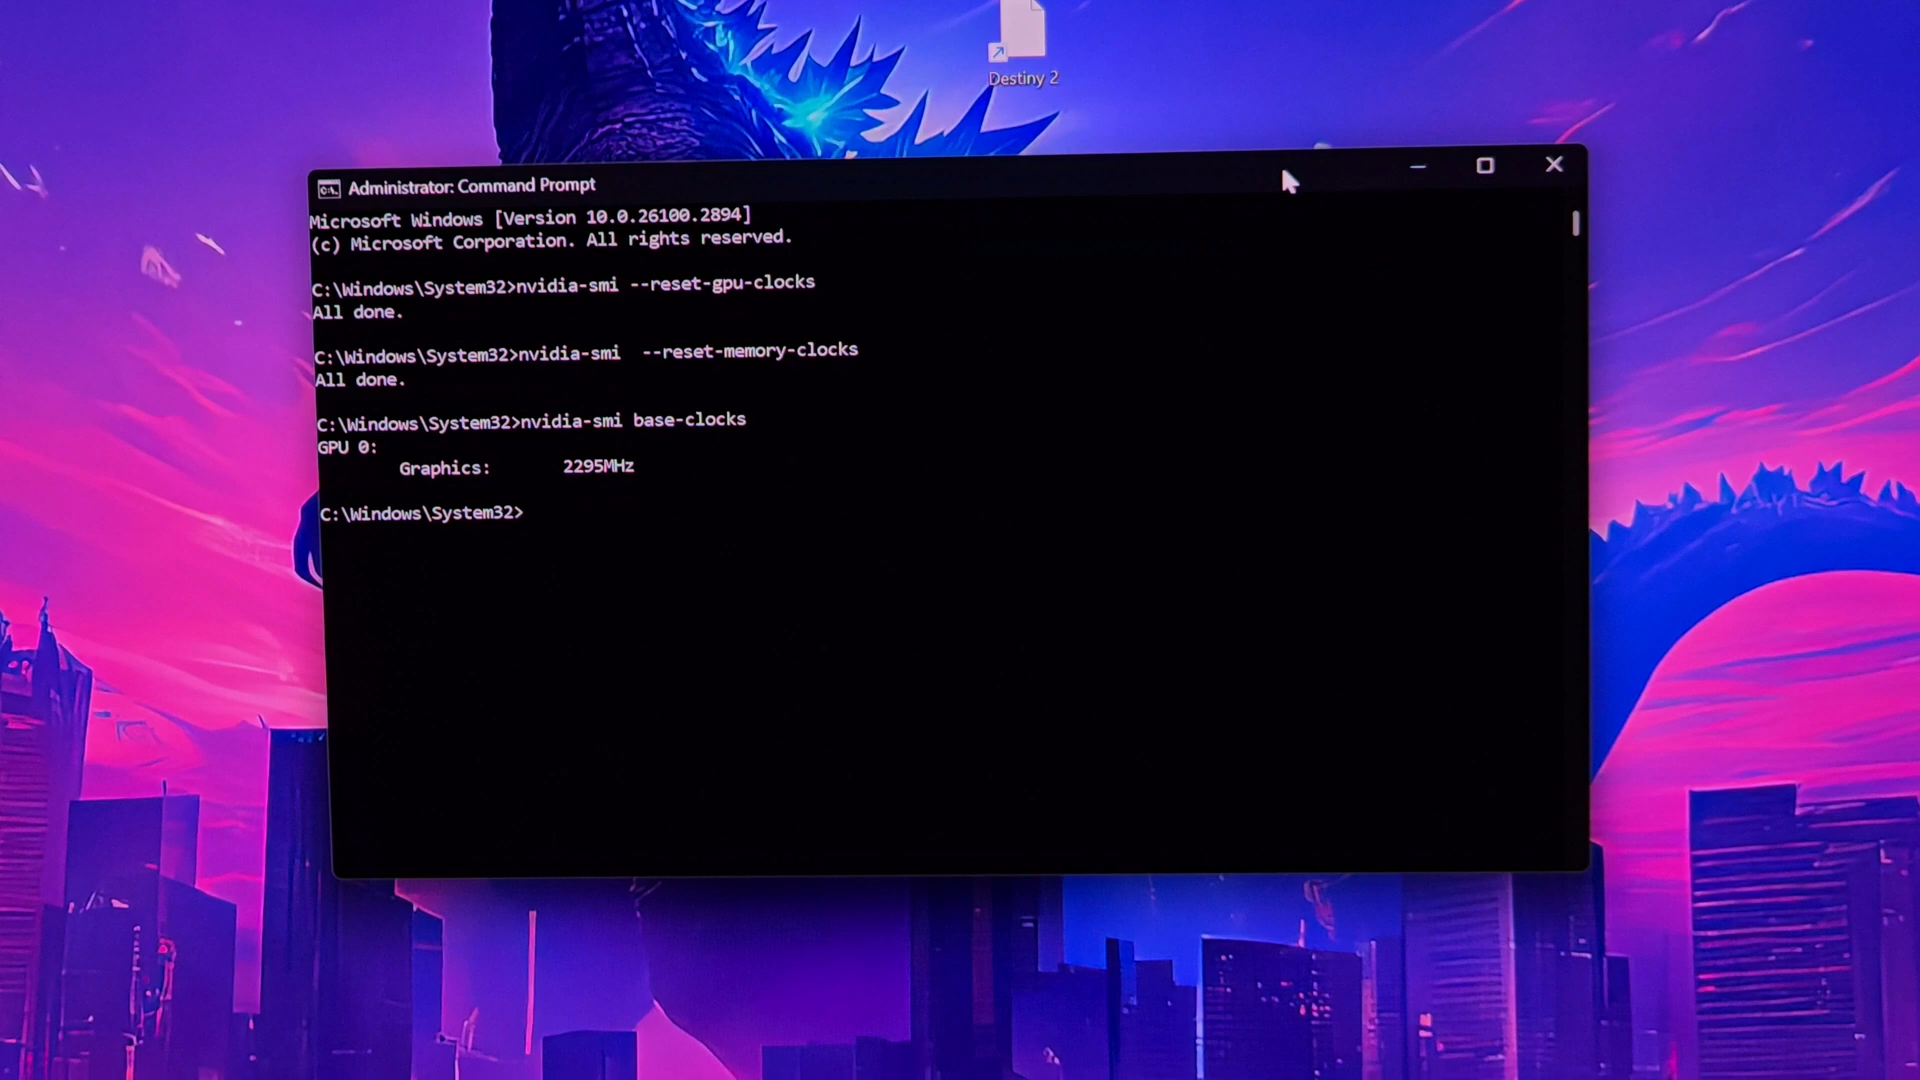 Destiny 2
Administrator: Command Prompt
Microsoft Windows [Version 10.0.26100.2894]
(c) Microsoft Corporation. All rights reserved.
C:\Windows\System32>nvidia-smi --reset-gpu-clocks
All done.
C:\Windows\System32>nvidia-smi  --reset-memory-clocks
All done.
C:\Windows\System32>nvidia-smi base-clocks
GPU 0:
Graphics: 2295MHz
C:\Windows\System32>